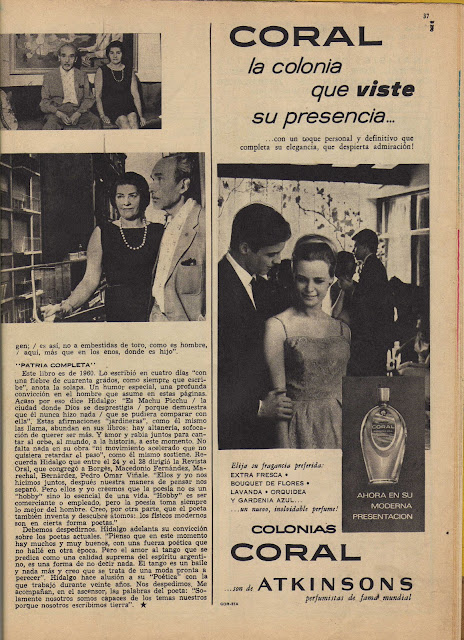 37
gen; / es así, no a embestidas de toro, como es hombre,
/ aquí, más que en los enos, donde es hijo".
"PATRIA COMPLETA"
Este libro es de 1960. Lo escribió en cuatro días "con
una fiebre de cuarenta grados, como siempre que escri-
be", anota la solapa. Un humor especial, una profunda
convicción en el hombre que asume en estas páginas.
Acaso por eso dice Hidalgo: "Es Machu Picchu / la
ciudad donde Dios se desprestigia / porque demuestra
que él nunca hizo nada / que se pudiera comparar con
ella". Estas afirmaciones "jardineras", como él mismo
las llama, abundan en sus libros; hay altanería, sofoca-
ción de querer ser más. Y amor y rabia juntos para can-
tar al orbe, al mundo, a la historia, a este momento. No
falta nada en su obra "ni movimiento acelerado que no
quisiera retardar el paso", como él mismo sostiene. Re-
cuerda Hidalgo que entre el 24 y el 28 dirigió la Revista
Oral, que congregó a Borges, Macedonio Fernández, Ma-
rechal, Bernárdez, Pedro Omar Viñale. "Ellos y yo nos
hicimos juntos, después nuestra manera de pensar nos
separó. Pero ellos y yo creemos que la poesía no es un
"hobby" sino lo esencial de una vida. "Hobby" es ser
comerciante o empleado, pero la poesía toma siempre
lo mejor del hombre. Creo, por otra parte, que el poeta
también inventa y descubre átomos: los físicos modernos
son en cierta forma poetas."
Debemos despedirnos. Hidalgo adelanta su convicción
sobre los poetas actuales. "Pienso que en este momento
hay muchos y muy buenos, con una fuerza poética que
no hallé en otra época. Pero el amor al tango que se
predica como una calidad suprema del espíritu argenti-
no, es una forma de no decir nada. El tango es un baile
y nada más y creo que se trata de una moda pronta a
perecer". Hidalgo hace alusión a su "Poética" con la
que trabajó durante veinte años. Nos despedimos. Me
acompañan, en el ascensor, las palabras del poeta: "So-
lamente nosotros somos capaces de los temas nuestros
porque nosotros escribimos tierra". ★
CORAL
la colonia
que viste
su presencia...
...con un toque personal y definitivo que
completa su elegancia, que despierta admiración!
CORAL
Elija su fragancia preferida:
EXTRA FRESCA •
BOUQUET DE FLORES •
LAVANDA • ORQUIDEA
Y GARDENIA AZUL...
...un nuevo, inolvidable perfume!
AHORA EN SU
MODERNA
PRESENTACION
COLONIAS
CORAL
...son de ATKINSONS
perfumistas de fama mundial